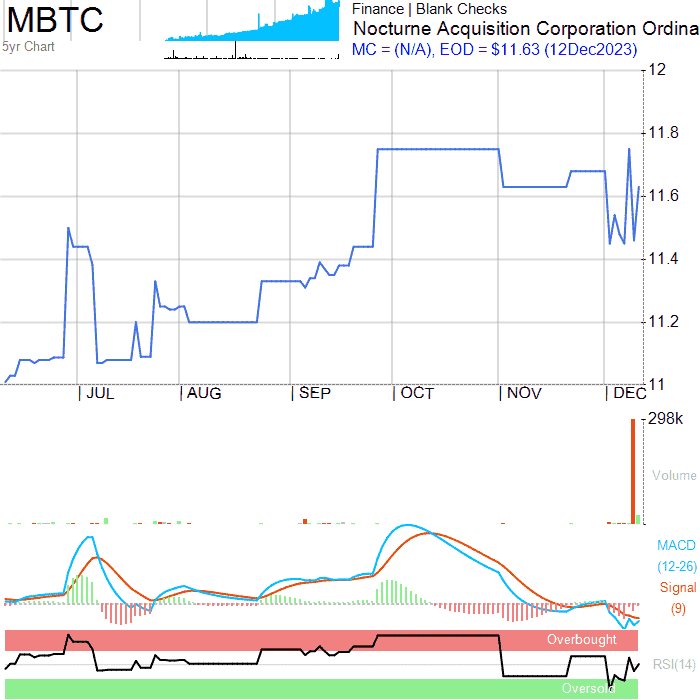 MBTC
5yr Chart
Finance | Blank Checks
Nocturne Acquisition Corporation Ordina
MC = (N/A), EOD = $11.63 (12Dec2023)
12
11.8
11.6
11.4
11.2
11
JUL AUG SEP OCT NOV DEC
298k
Volume
MACD
(12-26)
Signal
(9)
Overbought
RSI(14)
Oversold